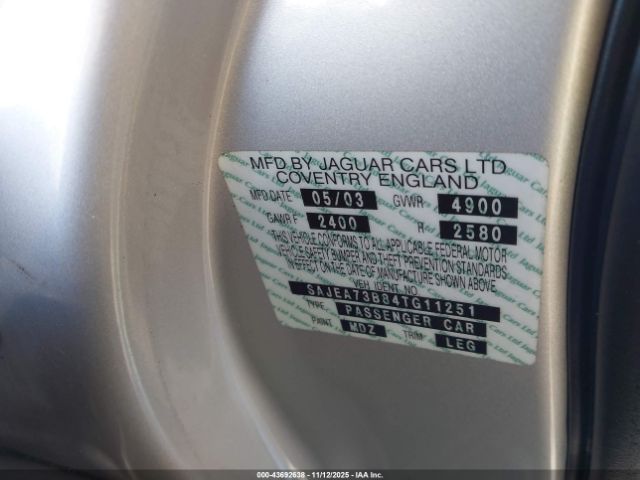 MFD BY JAGUAR CARS LTD
COVENTRY ENGLAND
MFD DATE 05/03 GVWR 4900
GAWR F 2400 R 2580
THIS VEHICLE CONFORMS TO ALL APPLICABLE FEDERAL MOTOR
VEHICLE SAFETY BUMPER AND THEFT PREVENTION STANDARDS
IN EFFECT ON THE DATE OF MANUFACTURE SHOWN ABOVE
VEH. IDENT. NO.
SAJEA73B84TG11251
TYPE PASSENGER CAR
PAINT MDZ TRIM LEG
000-43692638 - 11/12/2025 - IAAI.COM